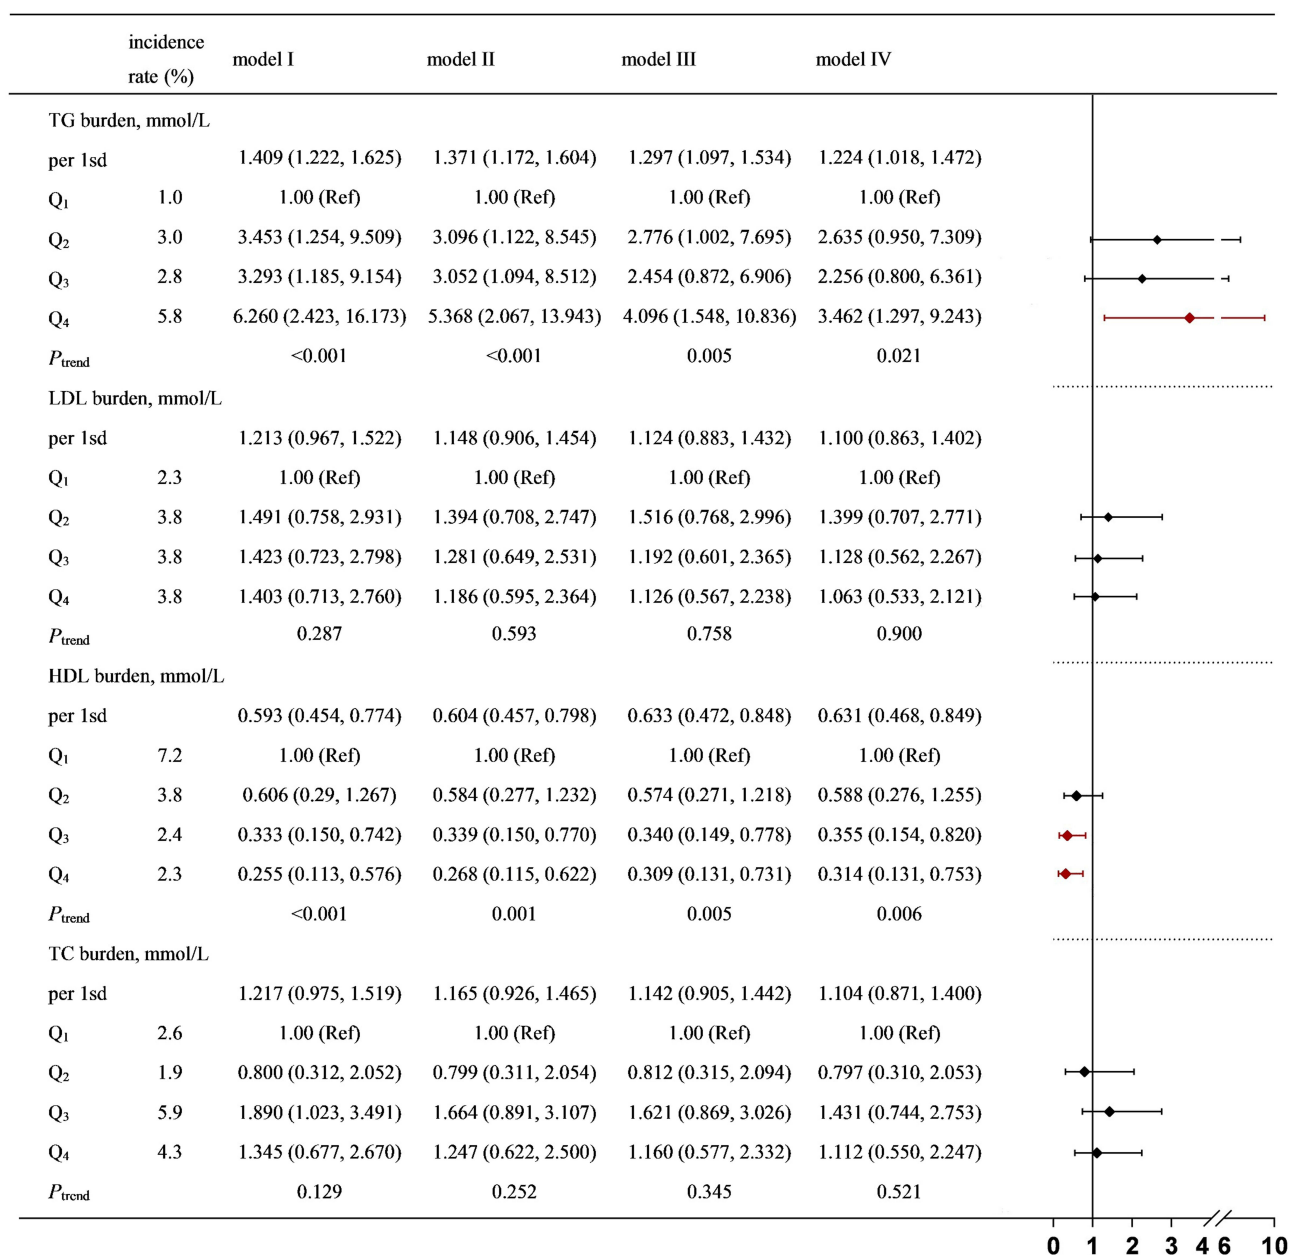 incidence rate (%) model I model II model III model IV
TG burden, mmol/L
per 1sd 1.409 (1.222, 1.625) 1.371 (1.172, 1.604) 1.297 (1.097, 1.534) 1.224 (1.018, 1.472)
Q1 1.0 1.00 (Ref) 1.00 (Ref) 1.00 (Ref) 1.00 (Ref)
Q2 3.0 3.453 (1.254, 9.509) 3.096 (1.122, 8.545) 2.776 (1.002, 7.695) 2.635 (0.950, 7.309)
Q3 2.8 3.293 (1.185, 9.154) 3.052 (1.094, 8.512) 2.454 (0.872, 6.906) 2.256 (0.800, 6.361)
Q4 5.8 6.260 (2.423, 16.173) 5.368 (2.067, 13.943) 4.096 (1.548, 10.836) 3.462 (1.297, 9.243)
Ptrend <0.001 <0.001 0.005 0.021
LDL burden, mmol/L
per 1sd 1.213 (0.967, 1.522) 1.148 (0.906, 1.454) 1.124 (0.883, 1.432) 1.100 (0.863, 1.402)
Q1 2.3 1.00 (Ref) 1.00 (Ref) 1.00 (Ref) 1.00 (Ref)
Q2 3.8 1.491 (0.758, 2.931) 1.394 (0.708, 2.747) 1.516 (0.768, 2.996) 1.399 (0.707, 2.771)
Q3 3.8 1.423 (0.723, 2.798) 1.281 (0.649, 2.531) 1.192 (0.601, 2.365) 1.128 (0.562, 2.267)
Q4 3.8 1.403 (0.713, 2.760) 1.186 (0.595, 2.364) 1.126 (0.567, 2.238) 1.063 (0.533, 2.121)
Ptrend 0.287 0.593 0.758 0.900
HDL burden, mmol/L
per 1sd 0.593 (0.454, 0.774) 0.604 (0.457, 0.798) 0.633 (0.472, 0.848) 0.631 (0.468, 0.849)
Q1 7.2 1.00 (Ref) 1.00 (Ref) 1.00 (Ref) 1.00 (Ref)
Q2 3.8 0.606 (0.29, 1.267) 0.584 (0.277, 1.232) 0.574 (0.271, 1.218) 0.588 (0.276, 1.255)
Q3 2.4 0.333 (0.150, 0.742) 0.339 (0.150, 0.770) 0.340 (0.149, 0.778) 0.355 (0.154, 0.820)
Q4 2.3 0.255 (0.113, 0.576) 0.268 (0.115, 0.622) 0.309 (0.131, 0.731) 0.314 (0.131, 0.753)
Ptrend <0.001 0.001 0.005 0.006
TC burden, mmol/L
per 1sd 1.217 (0.975, 1.519) 1.165 (0.926, 1.465) 1.142 (0.905, 1.442) 1.104 (0.871, 1.400)
Q1 2.6 1.00 (Ref) 1.00 (Ref) 1.00 (Ref) 1.00 (Ref)
Q2 1.9 0.800 (0.312, 2.052) 0.799 (0.311, 2.054) 0.812 (0.315, 2.094) 0.797 (0.310, 2.053)
Q3 5.9 1.890 (1.023, 3.491) 1.664 (0.891, 3.107) 1.621 (0.869, 3.026) 1.431 (0.744, 2.753)
Q4 4.3 1.345 (0.677, 2.670) 1.247 (0.622, 2.500) 1.160 (0.577, 2.332) 1.112 (0.550, 2.247)
Ptrend 0.129 0.252 0.345 0.521
0 1 2 3 4 6 10